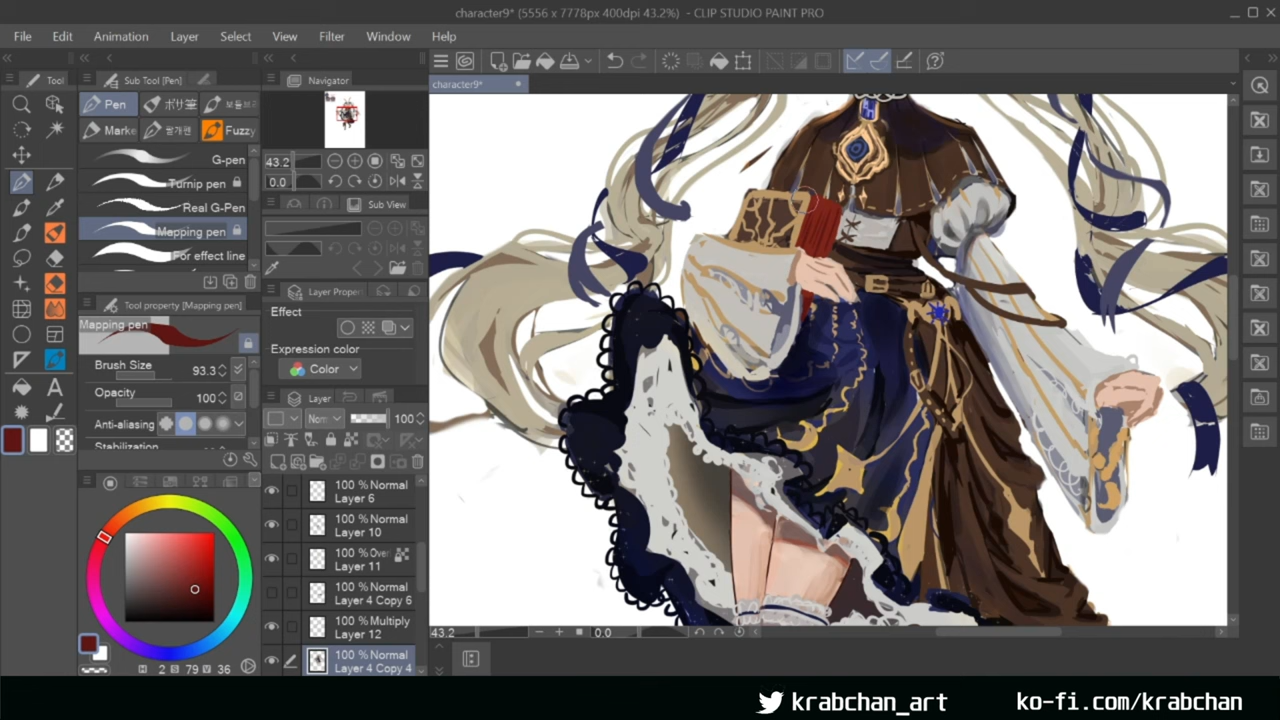 character9* (5556 x 7778px 400dpi 43.2%) - CLIP STUDIO PAINT PRO
File Edit Animation Layer Select View Filter Window Help
Tool
Sub Tool [Pen]
Navigator
character9*
Pen
Marke
Fuzzy
G-pen
Turnip pen
Real G-Pen
Mapping pen
For effect line
43.2
0.0
Sub View
Tool property [Mapping pen]
Mapping pen
Brush Size 93.3
Opacity 100
Anti-aliasing
Stabilization
Layer Proper
Effect
Expression color
Color
Layer
Norn 100
100 % Normal
Layer 6
100 % Normal
Layer 10
100 % Over
Layer 11
100 % Normal
Layer 4 Copy 6
100 % Multiply
Layer 12
100 % Normal
Layer 4 Copy 4
H 2 S 79 V 36
43.2 0.0
krabchan_art ko-fi.com/krabchan